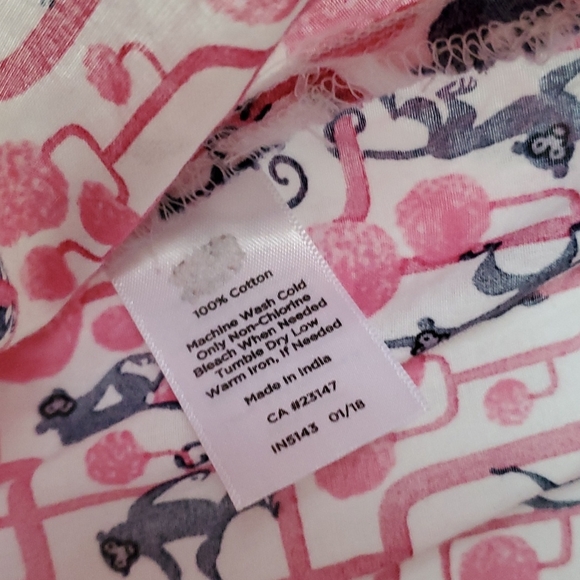 100% Cotton
Machine Wash Cold
Only Non-Chlorine
Bleach When Needed
Tumble Dry Low
Warm Iron, If Needed
Made in India
CA #23147
IN5143 01/18